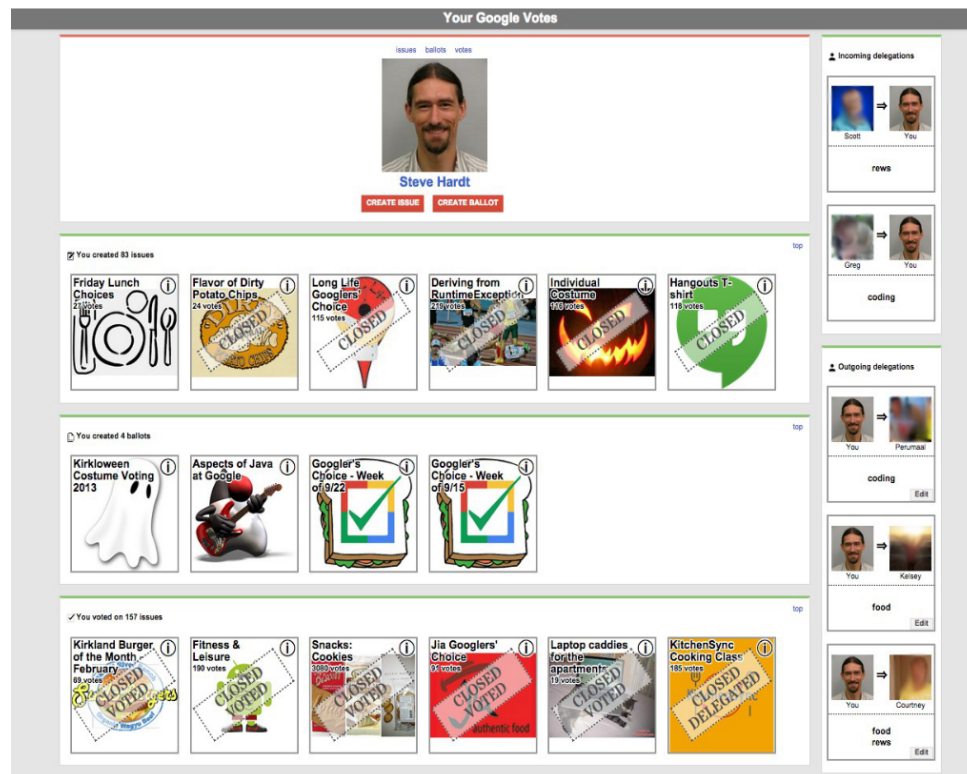 Your Google Votes
issues ballots votes
Steve Hardt
CREATE ISSUE CREATE BALLOT
You created 83 issues
top
Friday Lunch
Choices
Flavor of Dirty
Potato Chips
24 votes
CLOSED
Long Life
Googlers'
Choice
115 votes
CLOSED
Deriving from
RuntimeException
219 votes
CLOSED
Individual
Costume
116 votes
CLOSED
Hangouts T-
shirt
118 votes
CLOSED
You created 4 ballots
top
Kirkloween
Costume Voting
2013
Aspects of Java
at Google
Googler's
Choice - Week
of 9/22
Googler's
Choice - Week
of 9/15
You voted on 157 issues
top
Kirkland Burger
of the Month -
February
69 votes
CLOSED
VOTED
Fitness &
Leisure
190 votes
CLOSED
VOTED
Snacks:
Cookies
3080 votes
CLOSED
VOTED
Jia Googlers'
Choice
91 votes
CLOSED
VOTED
authentic food
Laptop caddies
for the
apartments
19 votes
CLOSED
VOTED
KitchenSync
Cooking Class
185 votes
CLOSED
DELEGATED
Incoming delegations
Scott You
rews
Greg You
coding
Outgoing delegations
You Perumaal
coding
Edit
You Kelsey
food
Edit
You Courtney
food
rews
Edit